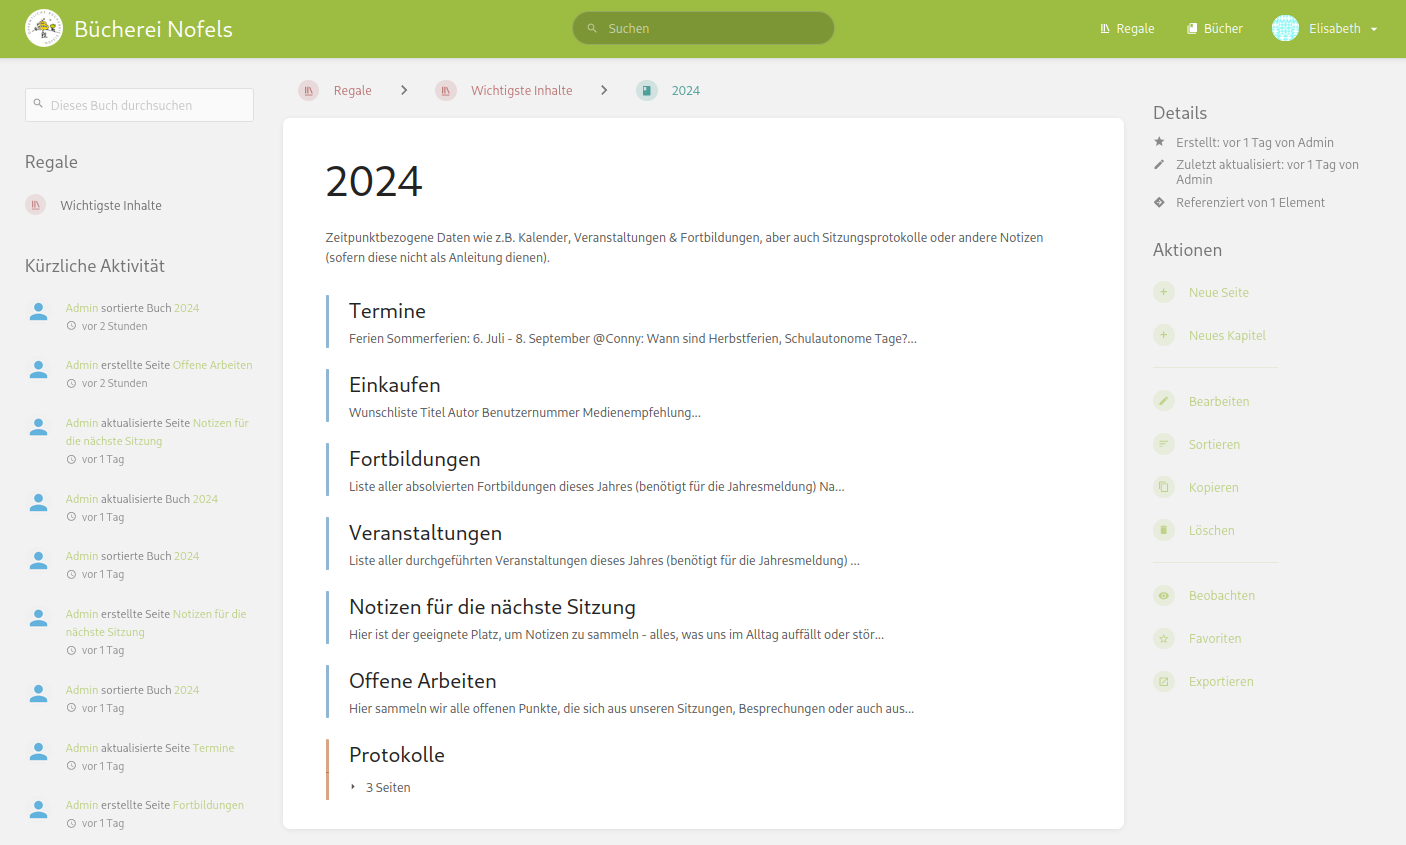 Bücherei Nofels
Suchen
Regale
Bücher
Elisabeth
Dieses Buch durchsuchen
Regale
Wichtigste Inhalte
Kürzliche Aktivität
Admin sortierte Buch 2024
vor 2 Stunden
Admin erstellte Seite Offene Arbeiten
vor 2 Stunden
Admin aktualisierte Seite Notizen für
die nächste Sitzung
vor 1 Tag
Admin aktualisierte Buch 2024
vor 1 Tag
Admin sortierte Buch 2024
vor 1 Tag
Admin erstellte Seite Notizen für die
nächste Sitzung
vor 1 Tag
Admin sortierte Buch 2024
vor 1 Tag
Admin aktualisierte Seite Termine
vor 1 Tag
Admin erstellte Seite Fortbildungen
vor 1 Tag
Regale
Wichtigste Inhalte
2024
2024
Zeitpunktbezogene Daten wie z.B. Kalender, Veranstaltungen & Fortbildungen, aber auch Sitzungsprotokolle oder andere Notizen
(sofern diese nicht als Anleitung dienen).
Termine
Ferien Sommerferien: 6. Juli - 8. September @Conny: Wann sind Herbstferien, Schulautonome Tage?...
Einkaufen
Wunschliste Titel Autor Benutzernummer Medienempfehlung...
Fortbildungen
Liste aller absolvierten Fortbildungen dieses Jahres (benötigt für die Jahresmeldung) Na...
Veranstaltungen
Liste aller durchgeführten Veranstaltungen dieses Jahres (benötigt für die Jahresmeldung) ...
Notizen für die nächste Sitzung
Hier ist der geeignete Platz, um Notizen zu sammeln - alles, was uns im Alltag auffällt oder stör...
Offene Arbeiten
Hier sammeln wir alle offenen Punkte, die sich aus unseren Sitzungen, Besprechungen oder auch aus...
Protokolle
3 Seiten
Details
Erstellt: vor 1 Tag von Admin
Zuletzt aktualisiert: vor 1 Tag von
Admin
Referenziert von 1 Element
Aktionen
Neue Seite
Neues Kapitel
Bearbeiten
Sortieren
Kopieren
Löschen
Beobachten
Favoriten
Exportieren